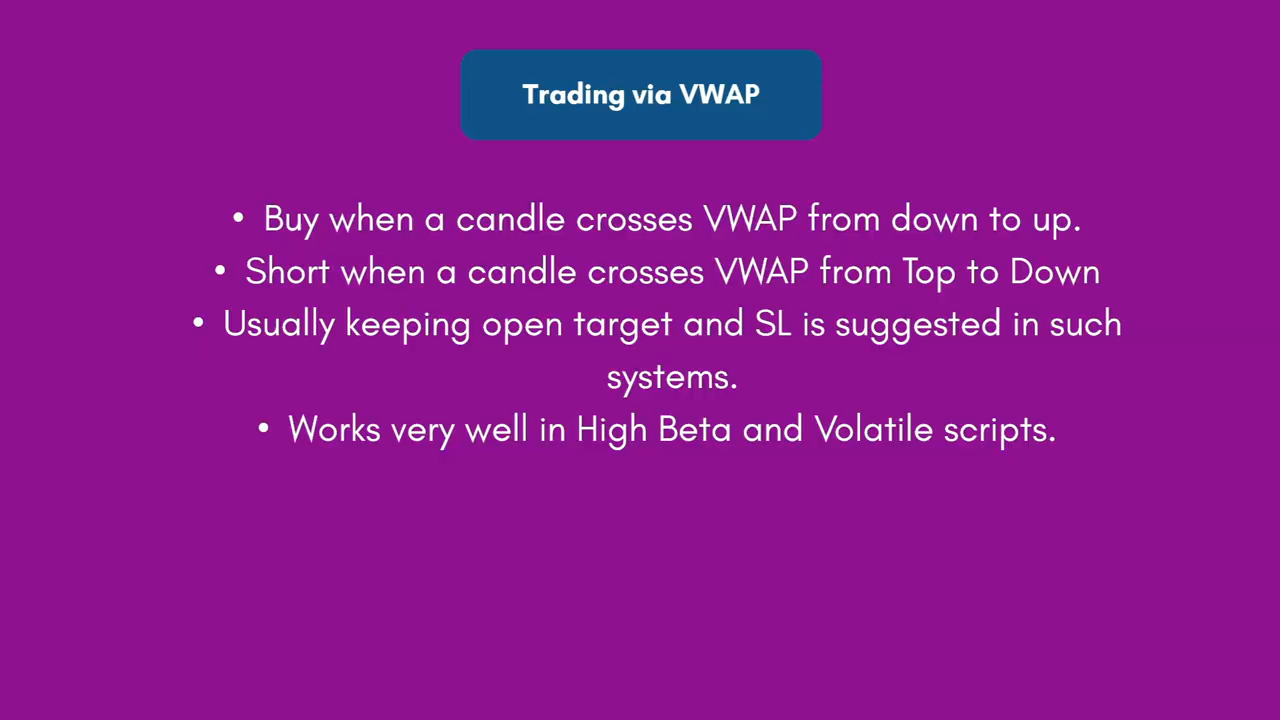 Trading via VWAP
• Buy when a candle crosses VWAP from down to up.
• Short when a candle crosses VWAP from Top to Down
• Usually keeping open target and SL is suggested in such
systems.
• Works very well in High Beta and Volatile scripts.